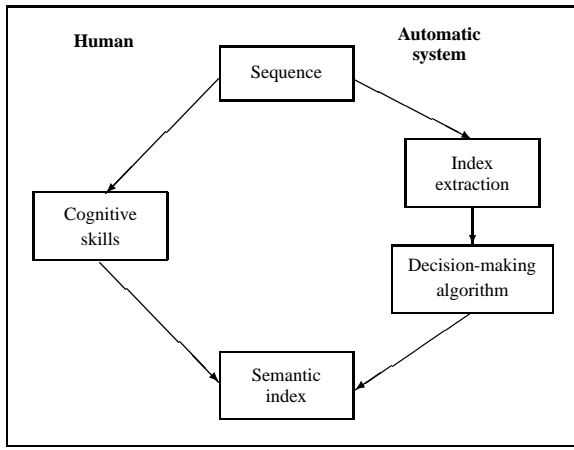 Human
Automatic
system
Sequence
Index
extraction
Cognitive
skills
Decision-making
algorithm
Semantic
index